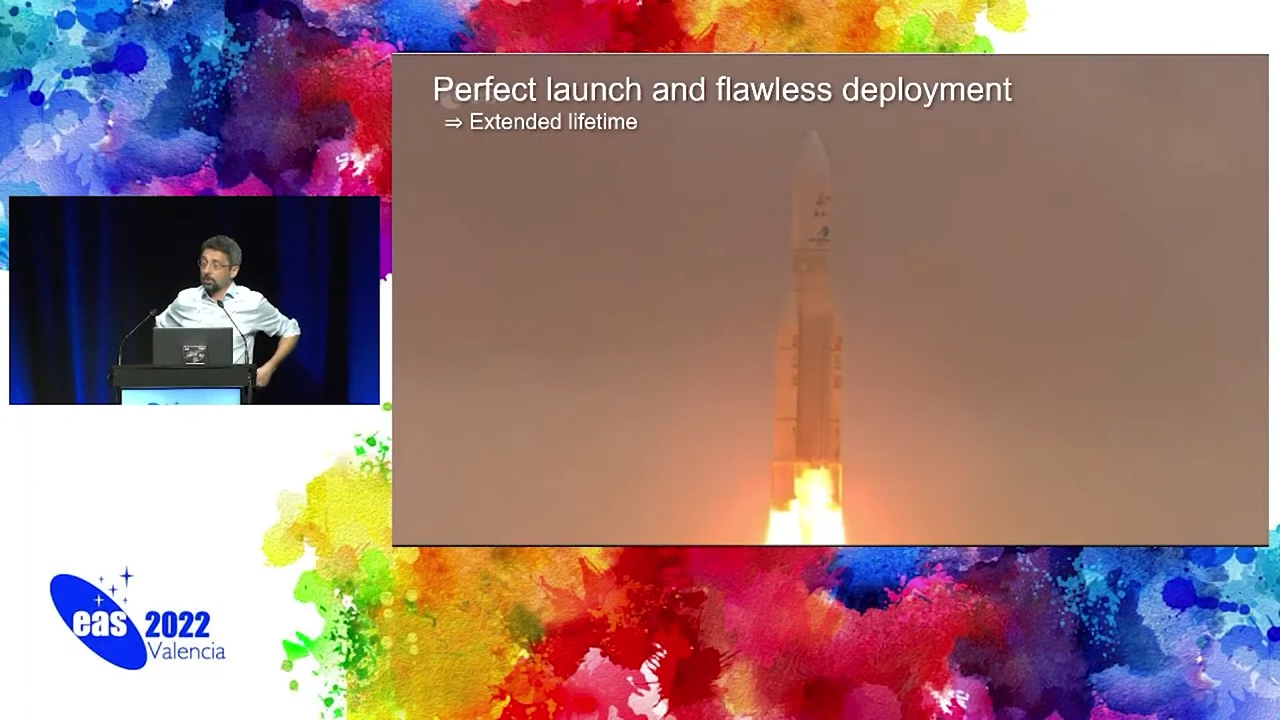 Perfect launch and flawless deployment
⇒ Extended lifetime
eas 2022
Valencia